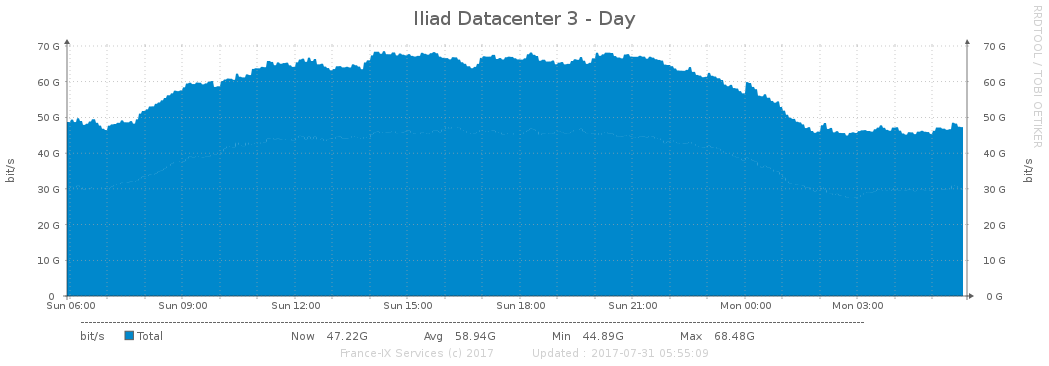 Iliad Datacenter 3 - Day
RRDTOOL / TOBI OETIKER
70 G 70 G
60 G 60 G
50 G 50 G
40 G 40 G
30 G 30 G
20 G 20 G
10 G 10 G
0 0 G
bit/s bit/s
Sun 06:00 Sun 09:00 Sun 12:00 Sun 15:00 Sun 18:00 Sun 21:00 Mon 00:00 Mon 03:00
bit/s Total Now 47.22G Avg 58.94G Min 44.89G Max 68.48G
France-IX Services (c) 2017 Updated : 2017-07-31 05:55:09